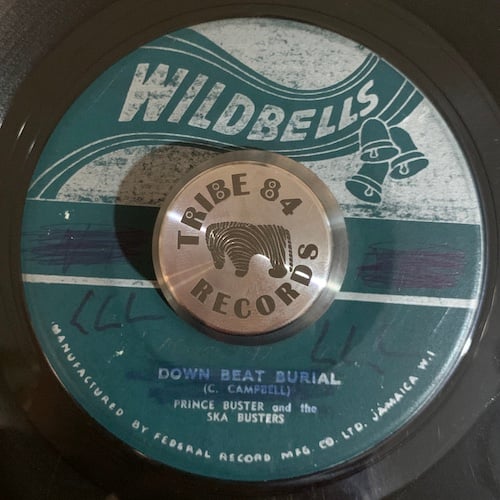 WILDBELLS
TRIBE 84
RECORDS
DOWN BEAT BURIAL
(C. CAMPBELL)
PRINCE BUSTER and the
SKA BUSTERS
MANUFACTURED BY FEDERAL RECORD MFG. CO. LTD. JAMAICA W.I